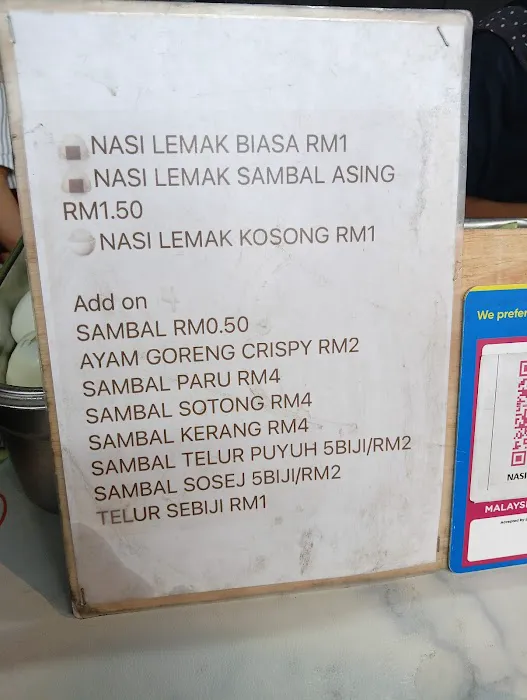 NASI LEMAK BIASA RM1
NASI LEMAK SAMBAL ASING
RM1.50
NASI LEMAK KOSONG RM1
Add on
SAMBAL RM0.50
AYAM GORENG CRISPY RM2
SAMBAL PARU RM4
SAMBAL SOTONG RM4
SAMBAL KERANG RM4
SAMBAL TELUR PUYUH 5BIJI/RM2
SAMBAL SOSEJ 5BIJI/RM2
TELUR SEBIJI RM1
We prefer
NASI